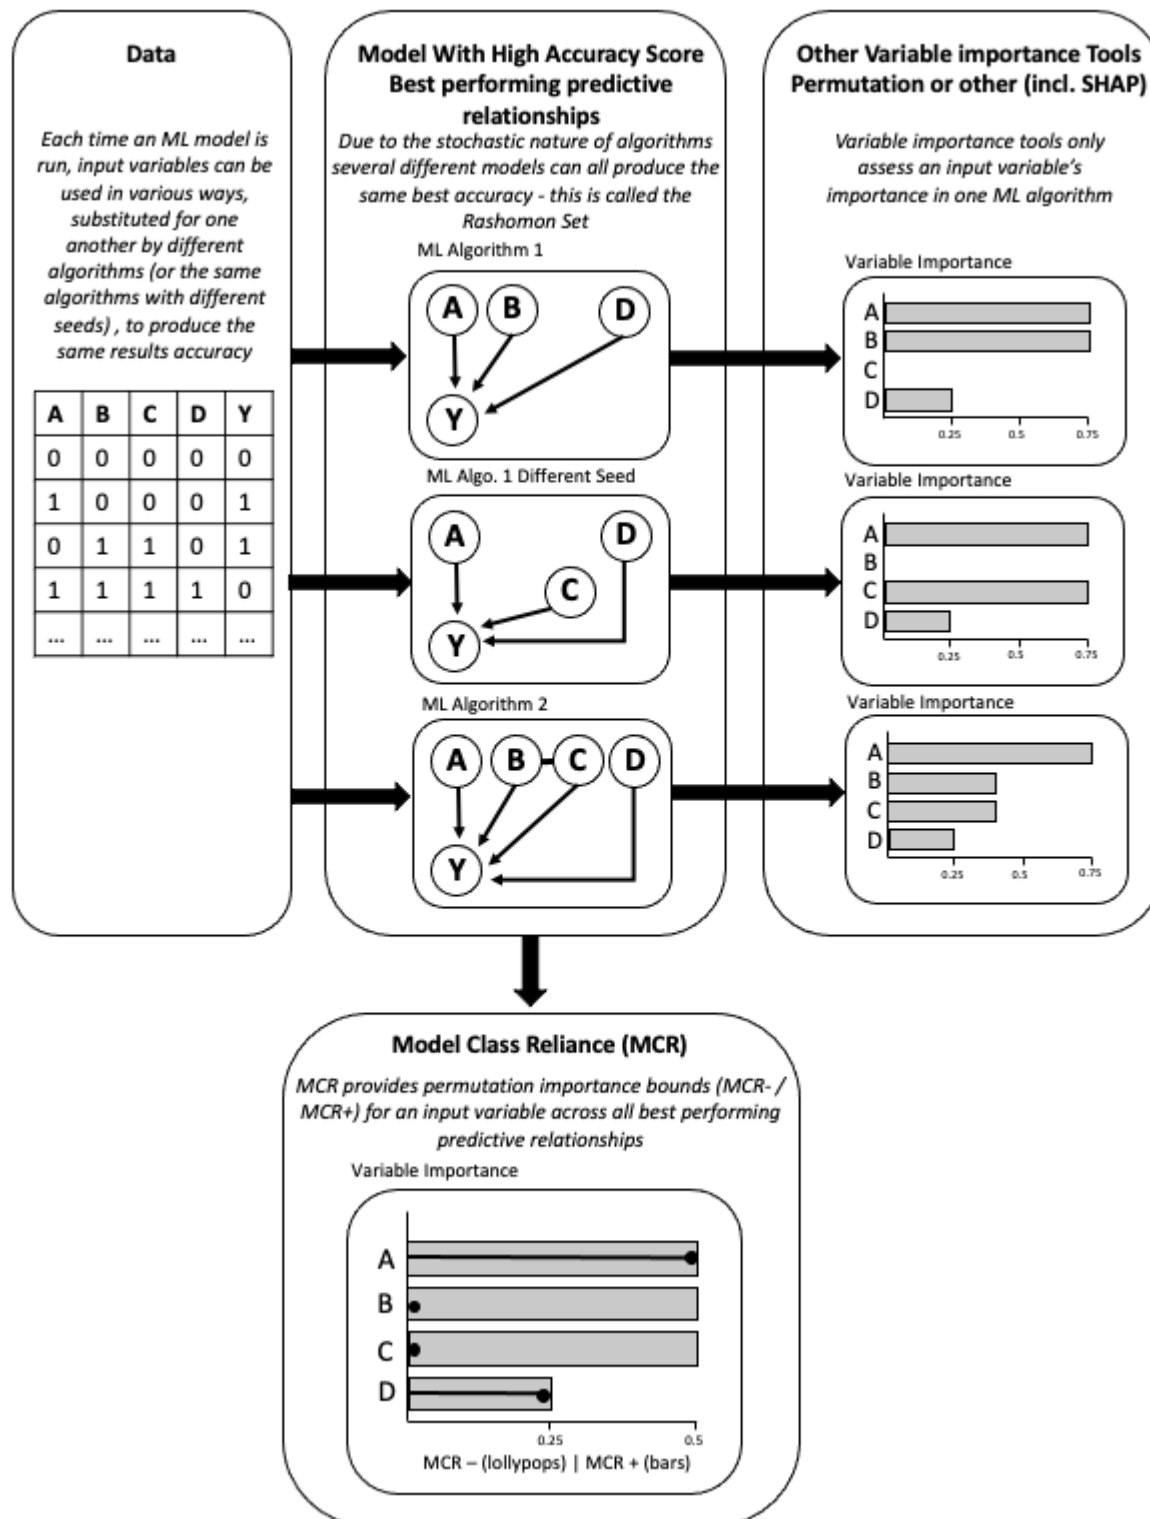 Data
Each time an ML model is
run, input variables can be
used in various ways,
substituted for one
another by different
algorithms (or the same
algorithms with different
seeds) , to produce the
same results accuracy
A B C D Y
0 0 0 0 0
1 0 0 0 1
0 1 1 0 1
1 1 1 1 0
... ... ... ... ...
Model With High Accuracy Score
Best performing predictive
relationships
Due to the stochastic nature of algorithms
several different models can all produce the
same best accuracy - this is called the
Rashomon Set
ML Algorithm 1
A B D
Y
ML Algo. 1 Different Seed
A D
C
Y
ML Algorithm 2
A B C D
Y
Other Variable importance Tools
Permutation or other (incl. SHAP)
Variable importance tools only
assess an input variable's
importance in one ML algorithm
Variable Importance
A
B
C
D
0.25 0.5 0.75
Variable Importance
A
B
C
D
0.25 0.5 0.75
Variable Importance
A
B
C
D
0.25 0.5 0.75
Model Class Reliance (MCR)
MCR provides permutation importance bounds (MCR- /
MCR+) for an input variable across all best performing
predictive relationships
Variable Importance
A
B
C
D
0.25 0.5
MCR – (lollypops) | MCR + (bars)